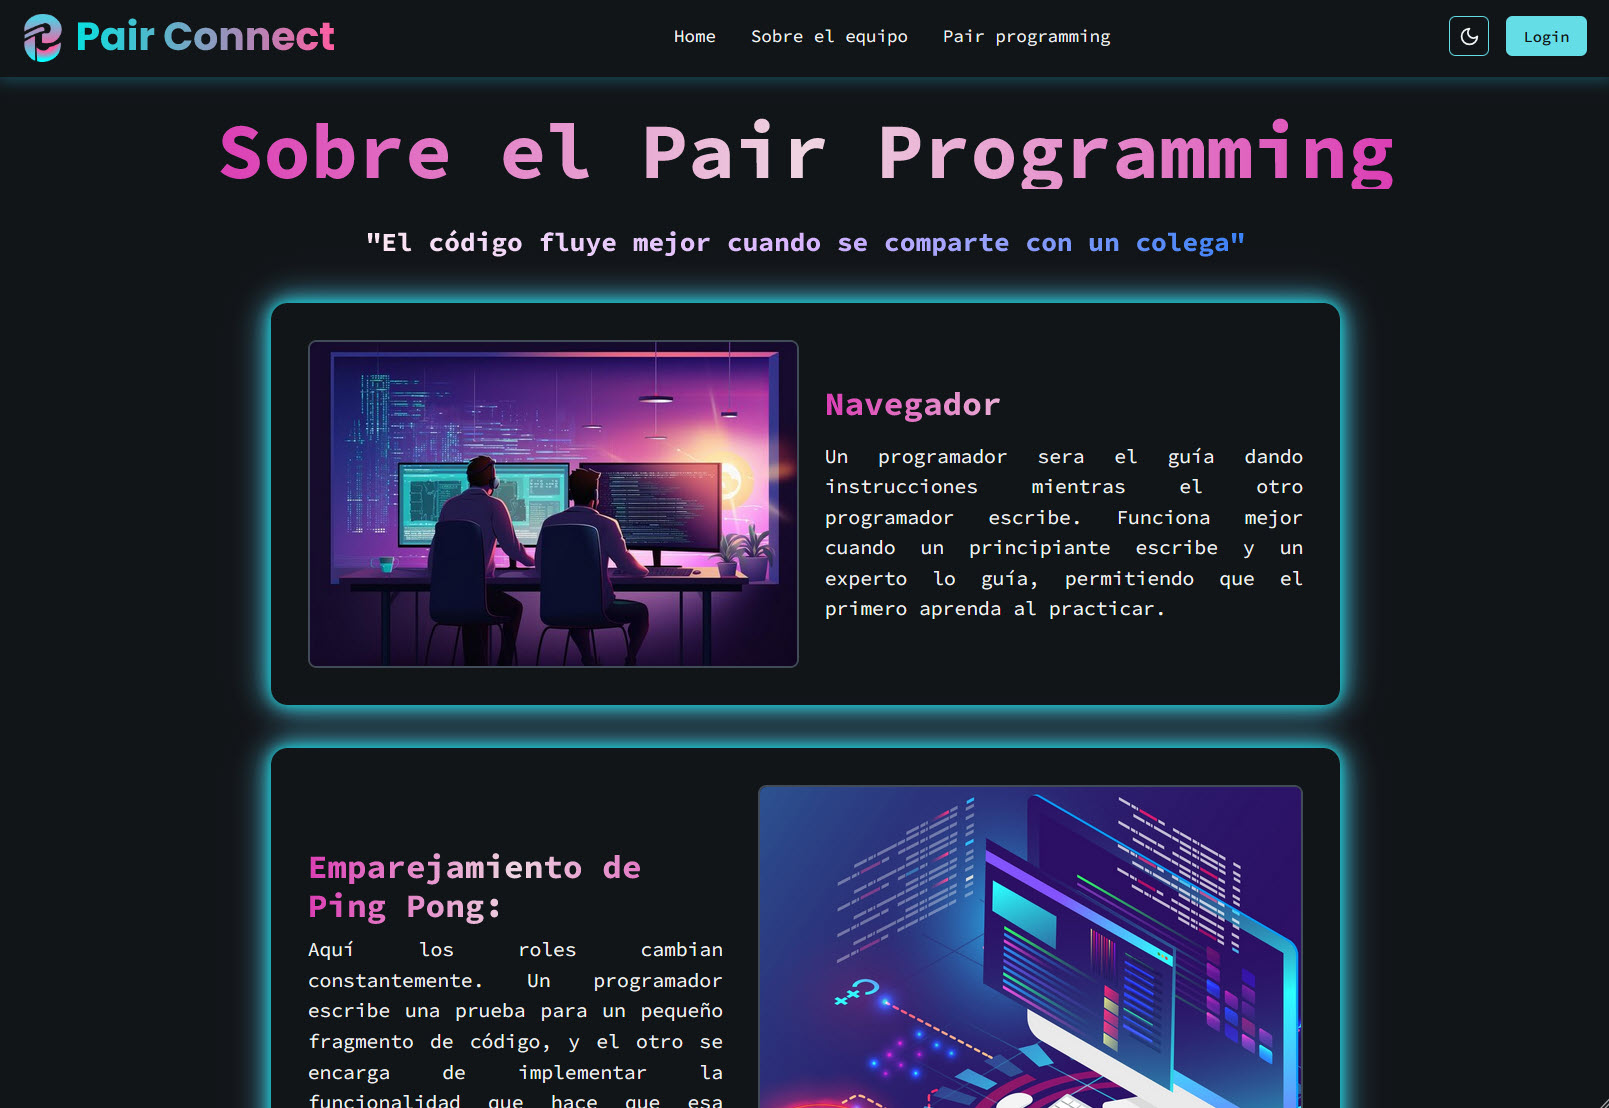 Pair Connect
Home
Sobre el equipo
Pair programming
Login
Sobre el Pair Programming
"El código fluye mejor cuando se comparte con un colega"
Navegador
Un programador sera el guía dando
instrucciones mientras el otro
programador escribe. Funciona mejor
cuando un principiante escribe y un
experto lo guía, permitiendo que el
primero aprenda al practicar.
Emparejamiento de
Ping Pong:
Aquí los roles cambian
constantemente. Un programador
escribe una prueba para un pequeño
fragmento de código, y el otro se
encarga de implementar la
funcionalidad que hace que esa